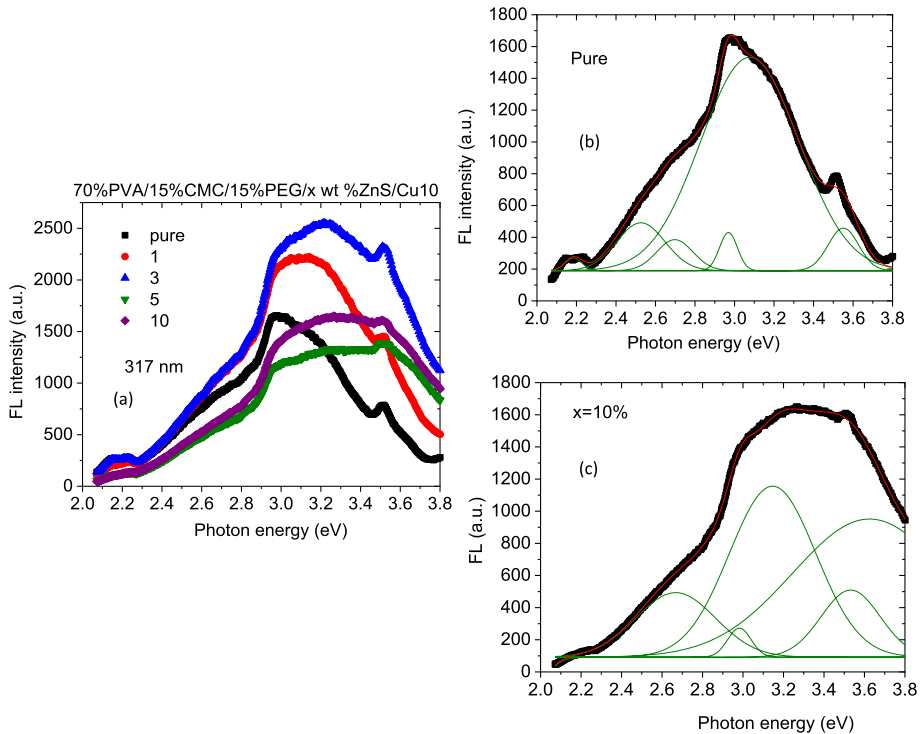 70%PVA/15%CMC/15%PEG/x wt %ZnS/Cu10
FL intensity (a.u.)
2500
2000
1500
1000
500
0
pure
1
3
5
10
317 nm
(a)
2.0 2.2 2.4 2.6 2.8 3.0 3.2 3.4 3.6 3.8
Photon energy (eV)
FL intensity (a.u.)
1800
1600
1400
1200
1000
800
600
400
200
0
Pure
(b)
2.0 2.2 2.4 2.6 2.8 3.0 3.2 3.4 3.6 3.8
Photon energy (eV)
FL (a.u.)
1800
1600
1400
1200
1000
800
600
400
200
0
x=10%
(c)
2.0 2.2 2.4 2.6 2.8 3.0 3.2 3.4 3.6 3.8
Photon energy (eV)